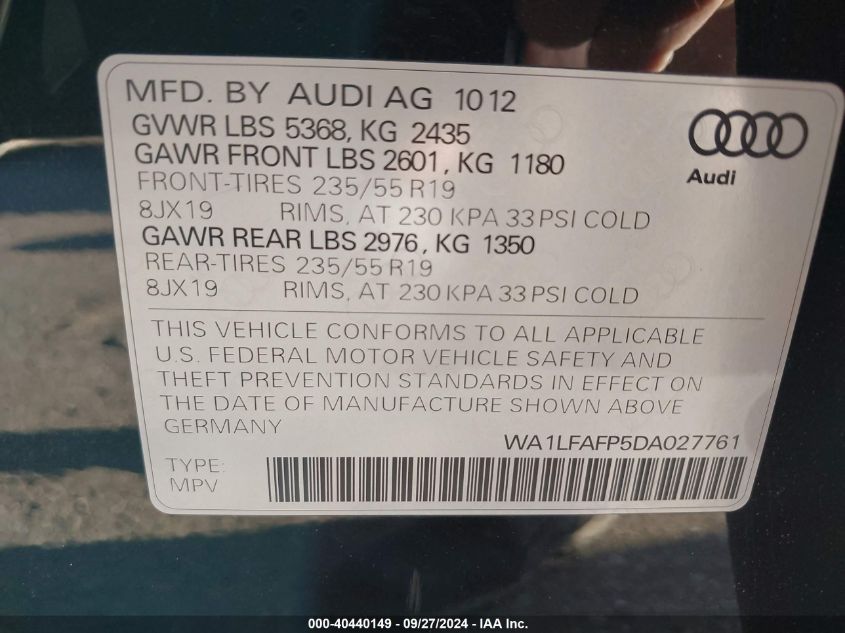 MFD. BY AUDI AG 1012
GVWR LBS 5368, KG 2435
GAWR FRONT LBS 2601, KG 1180
FRONT-TIRES 235/55 R19
8JX19 RIMS, AT 230 KPA 33 PSI COLD
GAWR REAR LBS 2976, KG 1350
REAR-TIRES 235/55 R19
8JX19 RIMS, AT 230 KPA 33 PSI COLD
Audi
THIS VEHICLE CONFORMS TO ALL APPLICABLE
U.S. FEDERAL MOTOR VEHICLE SAFETY AND
THEFT PREVENTION STANDARDS IN EFFECT ON
THE DATE OF MANUFACTURE SHOWN ABOVE
GERMANY
WA1LFAFP5DA027761
TYPE:
MPV
000-40440149 - 09/27/2024 - IAA Inc.